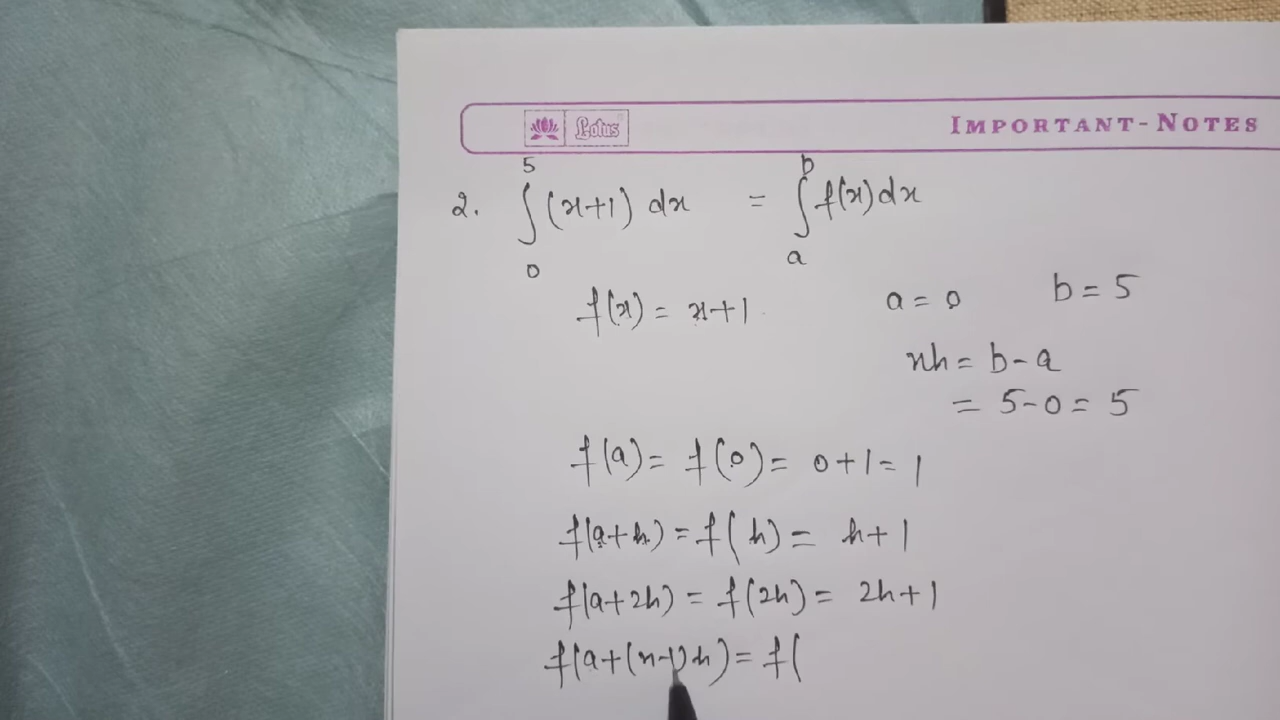 Lotus IMPORTANT-NOTES
2. ∫₀⁵ (x+1) dx = ∫ₐᵇ f(x) dx
f(x) = x+1 a = 0 b = 5
nh = b-a
= 5-0 = 5
f(a) = f(0) = 0+1 = 1
f(a+h) = f(h) = h+1
f(a+2h) = f(2h) = 2h+1
f(a+(n-1)h) = f(